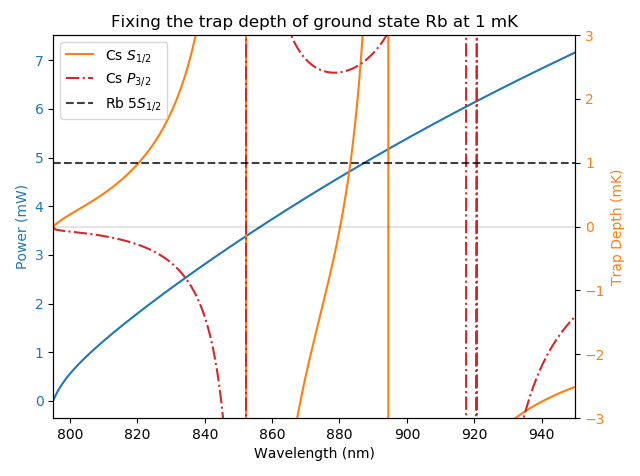 Fixing the trap depth of ground state Rb at 1 mK
Cs S1/2
Cs P3/2
Rb 5S1/2
Power (mW)
7
6
5
4
3
2
1
0
3
2
1
0
−1
−2
−3
Trap Depth (mK)
800 820 840 860 880 900 920 940
Wavelength (nm)